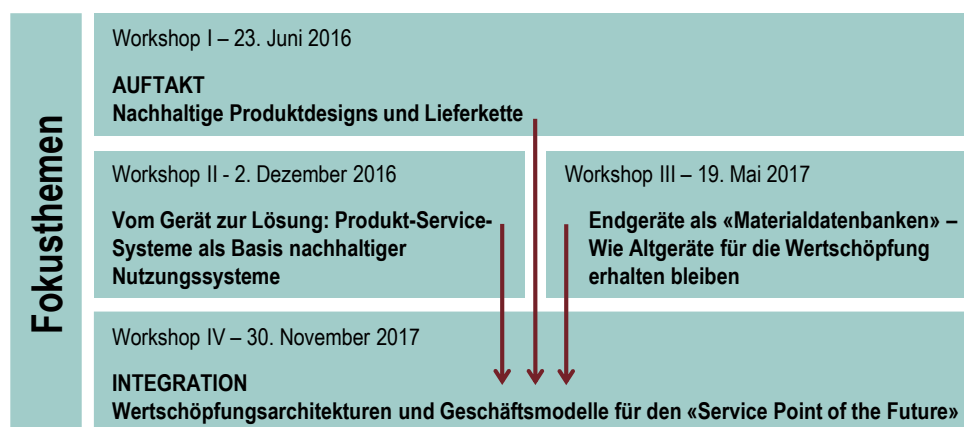 Fokusthemen
Workshop I – 23. Juni 2016
AUFTAKT
Nachhaltige Produktdesigns und Lieferkette
Workshop II - 2. Dezember 2016
Vom Gerät zur Lösung: Produkt-Service-
Systeme als Basis nachhaltiger
Nutzungssysteme
Workshop III – 19. Mai 2017
Endgeräte als «Materialdatenbanken» –
Wie Altgeräte für die Wertschöpfung
erhalten bleiben
Workshop IV – 30. November 2017
INTEGRATION
Wertschöpfungsarchitekturen und Geschäftsmodelle für den «Service Point of the Future»